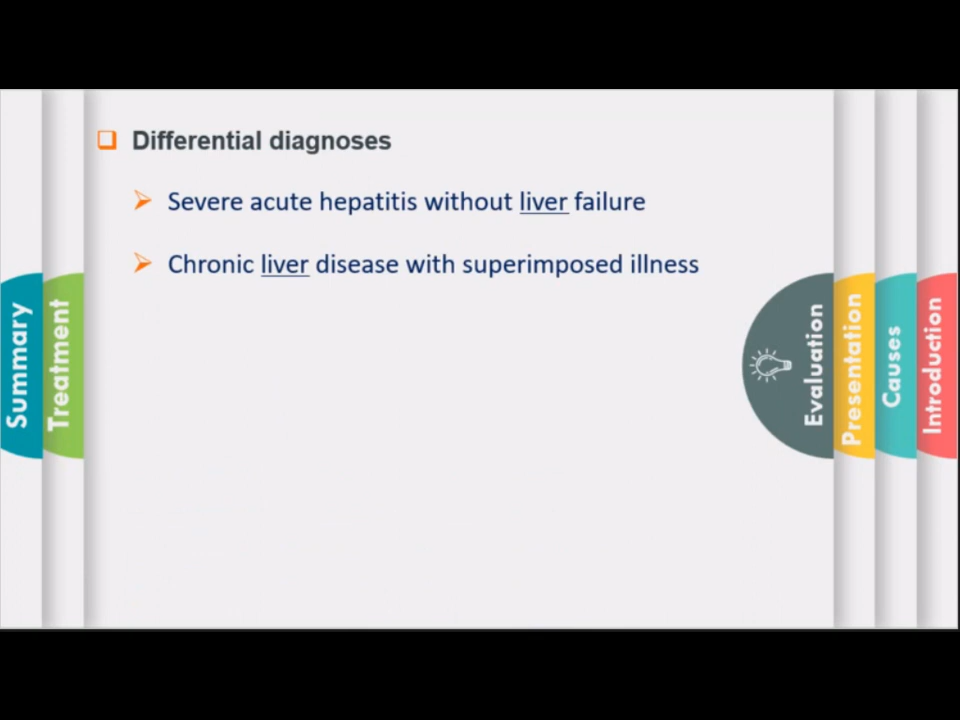 Differential diagnoses
Severe acute hepatitis without liver failure
Chronic liver disease with superimposed illness
Summary
Treatment
Evaluation
Presentation
Causes
Introduction